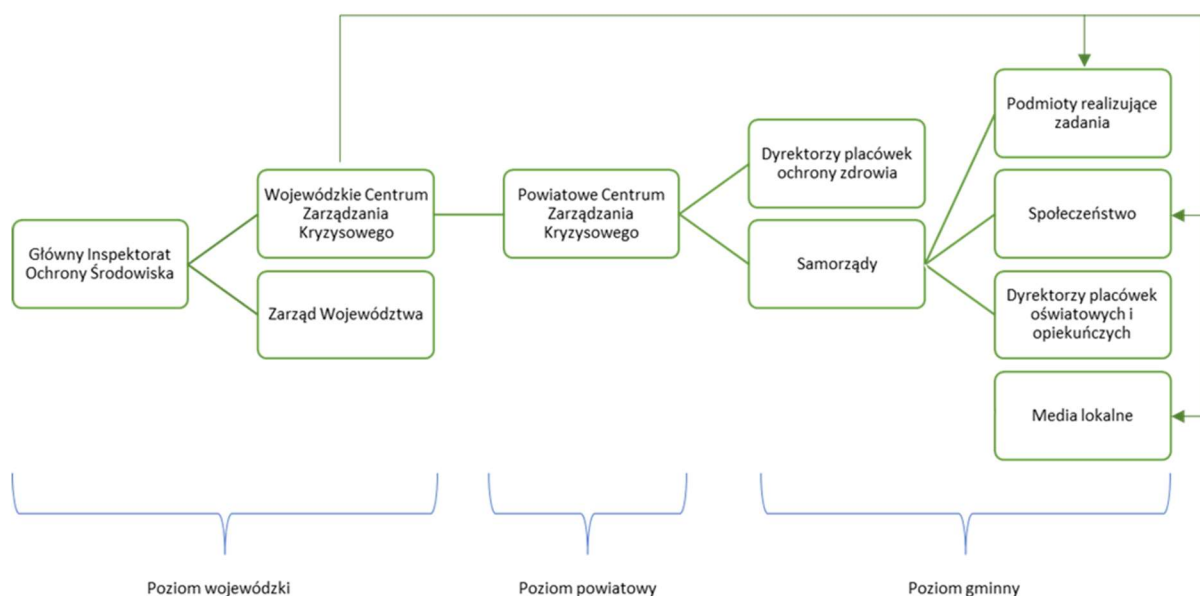 Główny Inspektorat
Ochrony Środowiska
Wojewódzkie Centrum
Zarządzania
Kryzysowego
Zarząd Województwa
Powiatowe Centrum
Zarządzania
Kryzysowego
Dyrektorzy placówek
ochrony zdrowia
Samorządy
Podmioty realizujące
zadania
Społeczeństwo
Dyrektorzy placówek
oświatowych i
opiekuńczych
Media lokalne
Poziom wojewódzki
Poziom powiatowy
Poziom gminny